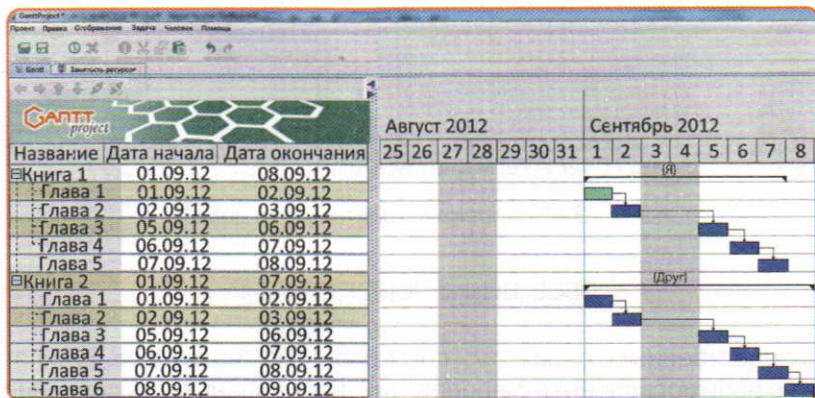 GanttProject *
Проект Правка Отображение Задача Человек Помощь
Gantt Занятость ресурсов
GANTT project
Август 2012 Сентябрь 2012
Название Дата начала Дата окончания 25 26 27 28 29 30 31 1 2 3 4 5 6 7 8
Книга 1 01.09.12 08.09.12 {Я}
Глава 1 01.09.12 02.09.12
Глава 2 02.09.12 03.09.12
Глава 3 05.09.12 06.09.12
Глава 4 06.09.12 07.09.12
Глава 5 07.09.12 08.09.12
Книга 2 01.09.12 07.09.12 {Друг}
Глава 1 01.09.12 02.09.12
Глава 2 02.09.12 03.09.12
Глава 3 05.09.12 06.09.12
Глава 4 06.09.12 07.09.12
Глава 5 07.09.12 08.09.12
Глава 6 08.09.12 09.09.12